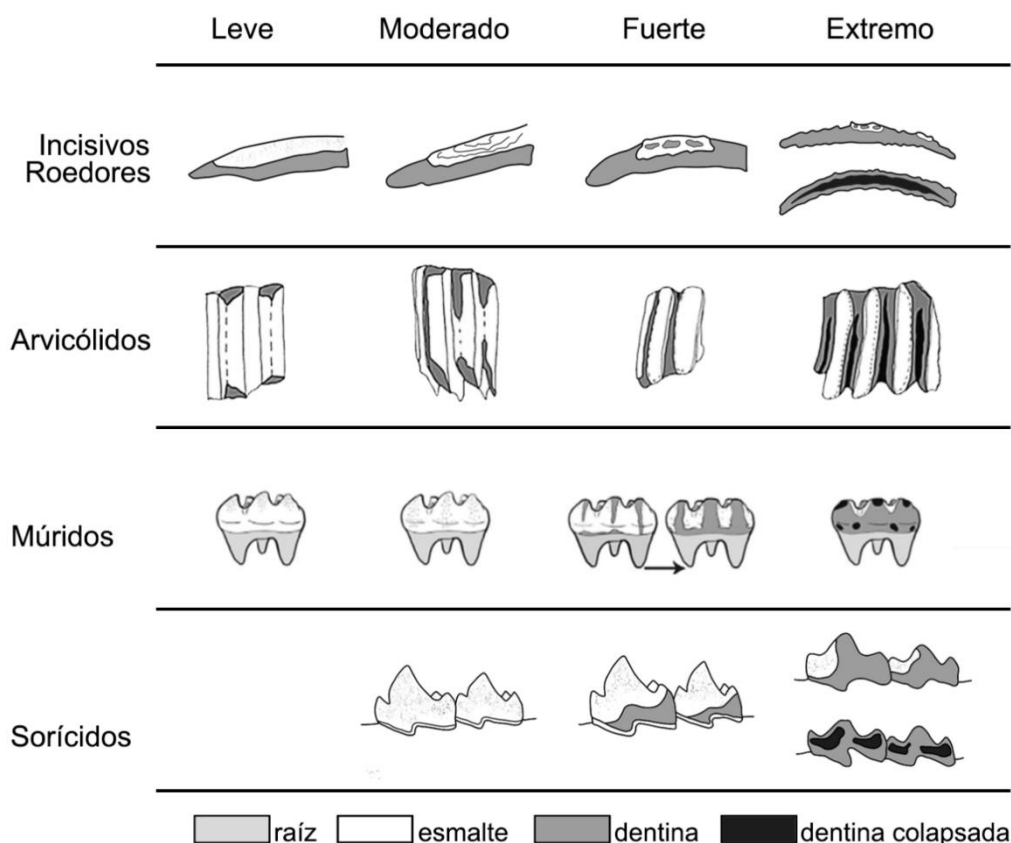 Leve Moderado Fuerte Extremo
Incisivos
Roedores
Arvicólidos
Múridos
Sorícidos
raíz esmalte dentina dentina colapsada